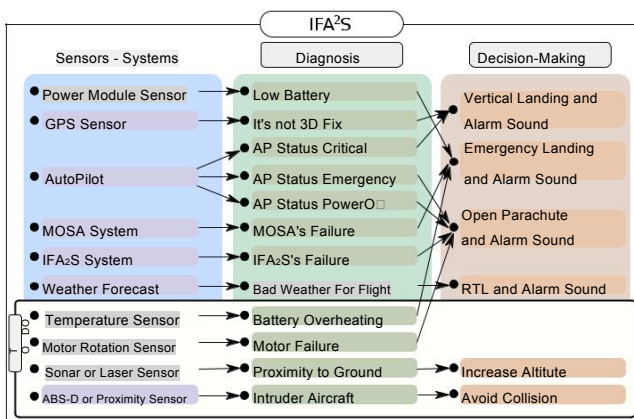 IFA²S
Sensors - Systems
Diagnosis
Decision-Making
Power Module Sensor
Low Battery
Vertical Landing and
Alarm Sound
GPS Sensor
It's not 3D Fix
AP Status Critical
Emergency Landing
and Alarm Sound
AutoPilot
AP Status Emergency
AP Status PowerO□
Open Parachute
and Alarm Sound
MOSA System
MOSA's Failure
IFA₂S System
IFA₂S's Failure
Weather Forecast
Bad Weather For Flight
RTL and Alarm Sound
TO DO
Temperature Sensor
Battery Overheating
Motor Rotation Sensor
Motor Failure
Sonar or Laser Sensor
Proximity to Ground
Increase Altitute
ABS-D or Proximity Sensor
Intruder Aircraft
Avoid Collision